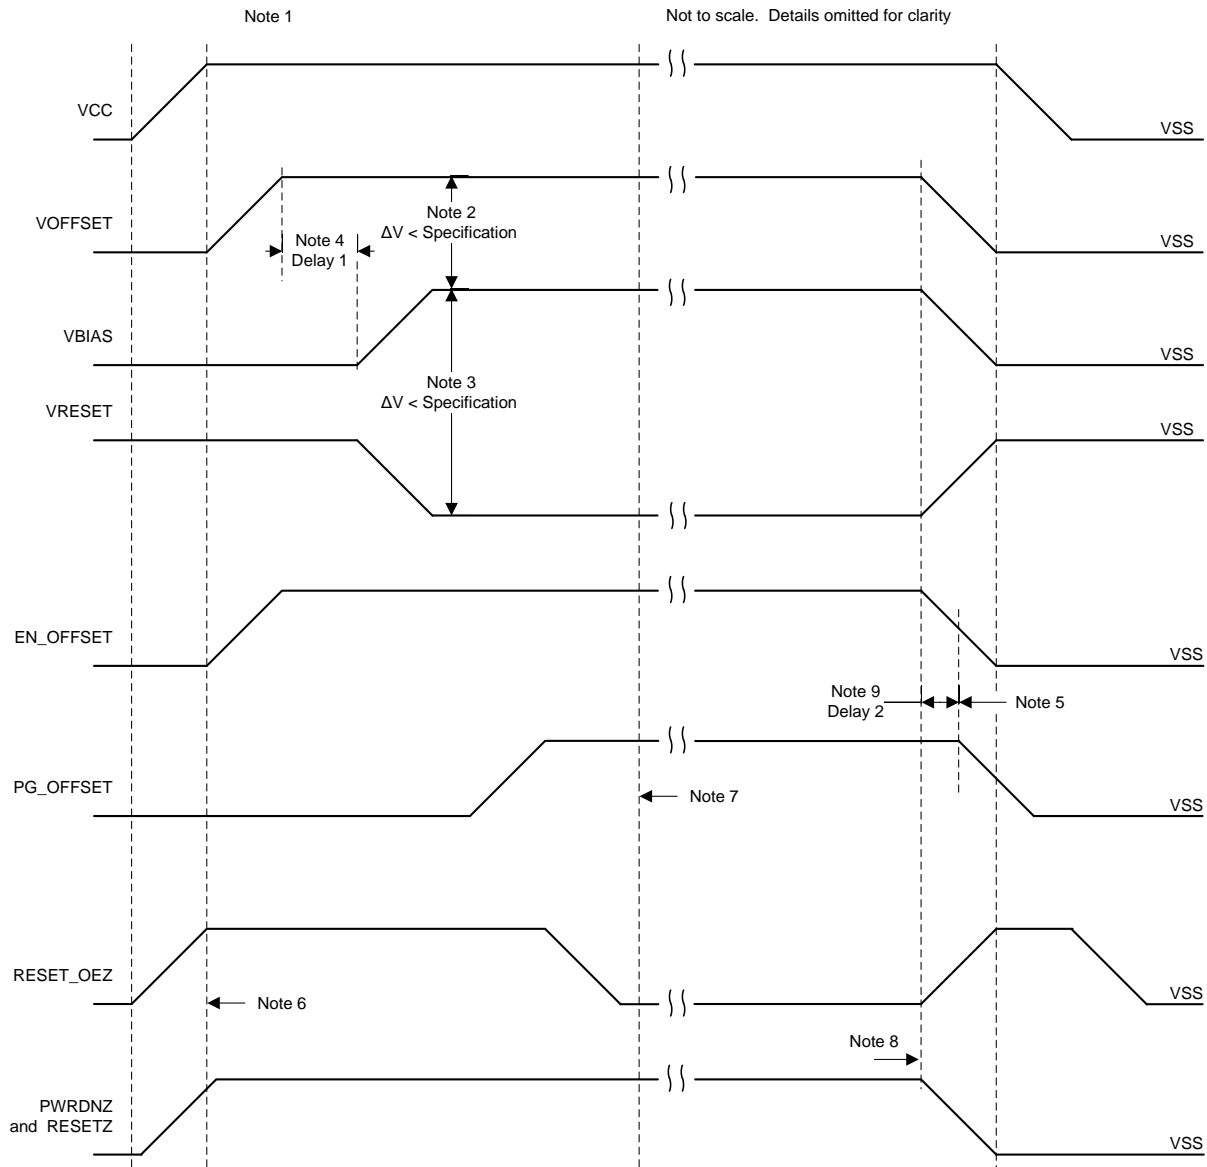 Note 1
Not to scale.  Details omitted for clarity
VCC
VSS
VOFFSET
Note 2
ΔV < Specification
Note 4
Delay 1
VSS
VBIAS
VSS
Note 3
ΔV < Specification
VRESET
VSS
EN_OFFSET
VSS
Note 9
Delay 2
Note 5
PG_OFFSET
Note 7
VSS
RESET_OEZ
Note 6
VSS
Note 8
PWRDNZ
and  RESETZ
VSS